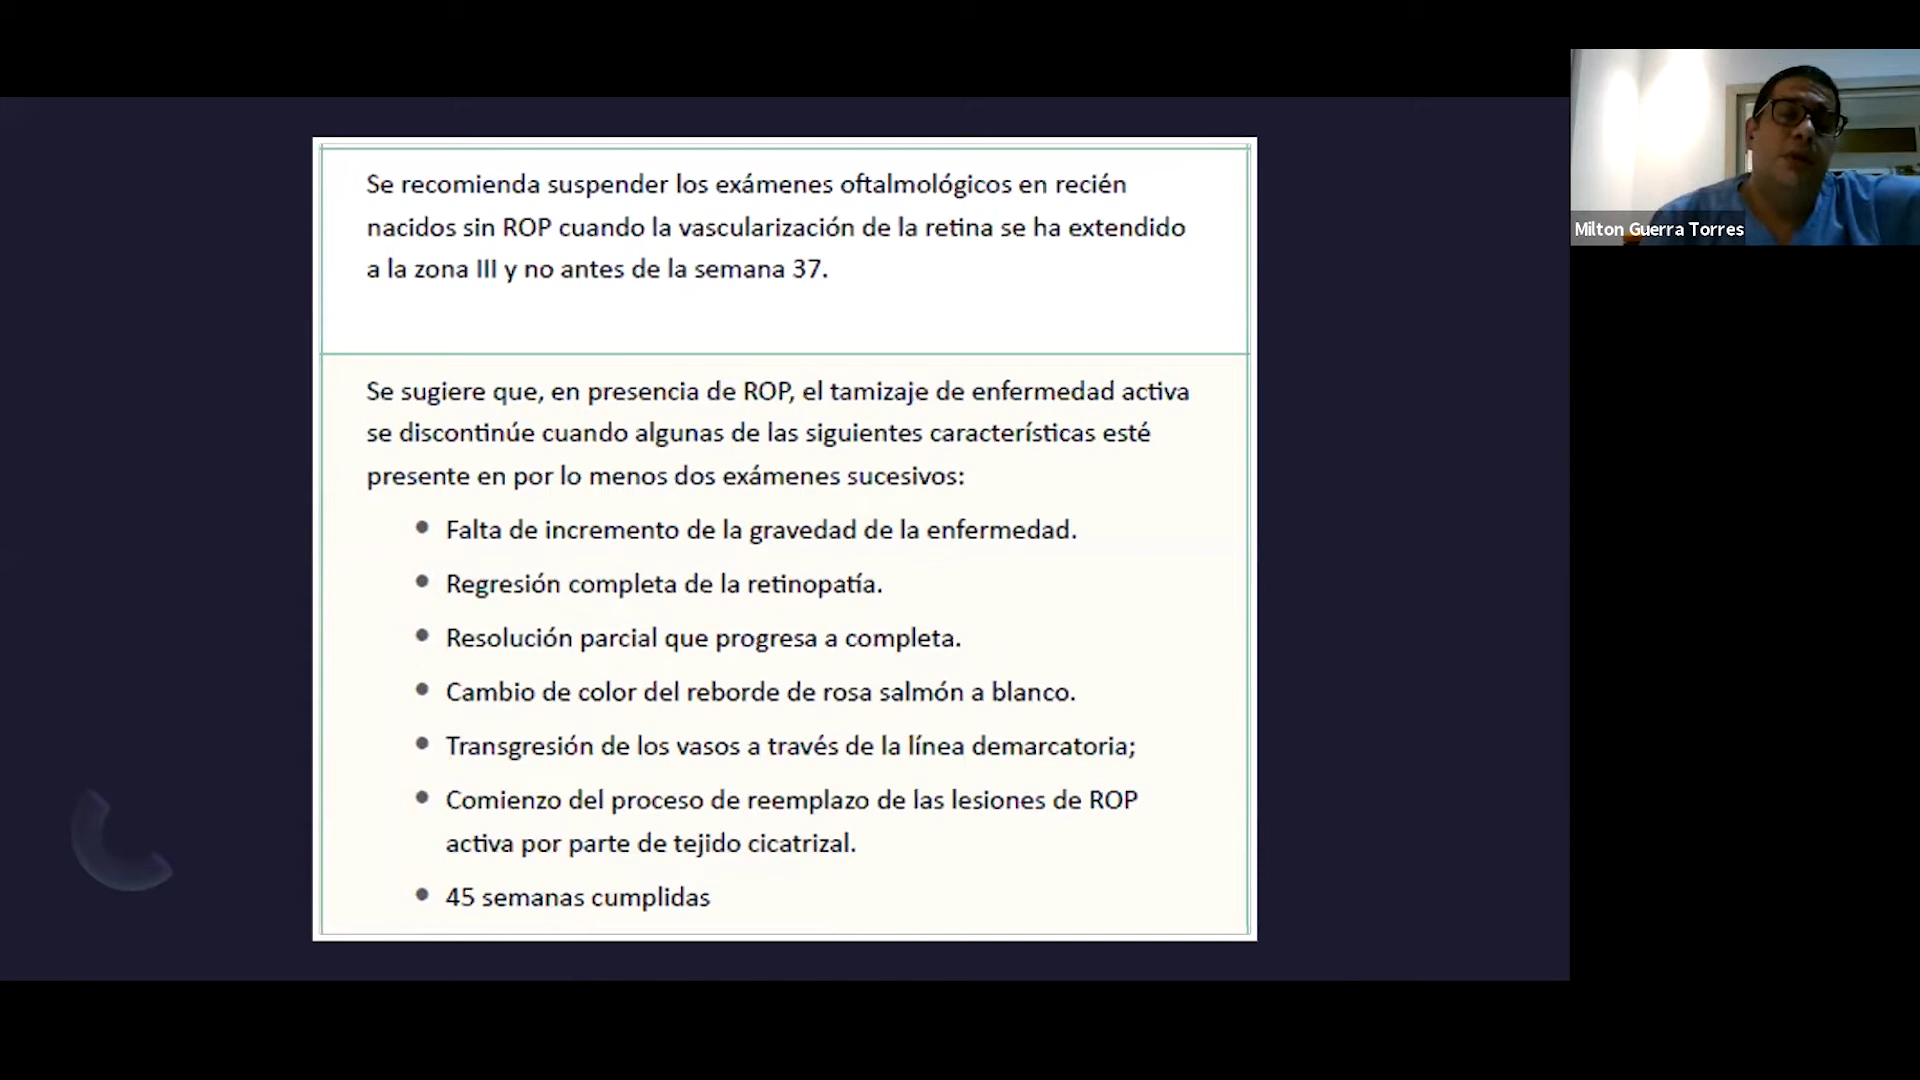 Se recomienda suspender los exámenes oftalmológicos en recién
nacidos sin ROP cuando la vascularización de la retina se ha extendido
a la zona III y no antes de la semana 37.
Se sugiere que, en presencia de ROP, el tamizaje de enfermedad activa
se discontinúe cuando algunas de las siguientes características esté
presente en por lo menos dos exámenes sucesivos:
● Falta de incremento de la gravedad de la enfermedad.
● Regresión completa de la retinopatía.
● Resolución parcial que progresa a completa.
● Cambio de color del reborde de rosa salmón a blanco.
● Transgresión de los vasos a través de la línea demarcatoria;
● Comienzo del proceso de reemplazo de las lesiones de ROP
activa por parte de tejido cicatrizal.
● 45 semanas cumplidas
Milton Guerra Torres